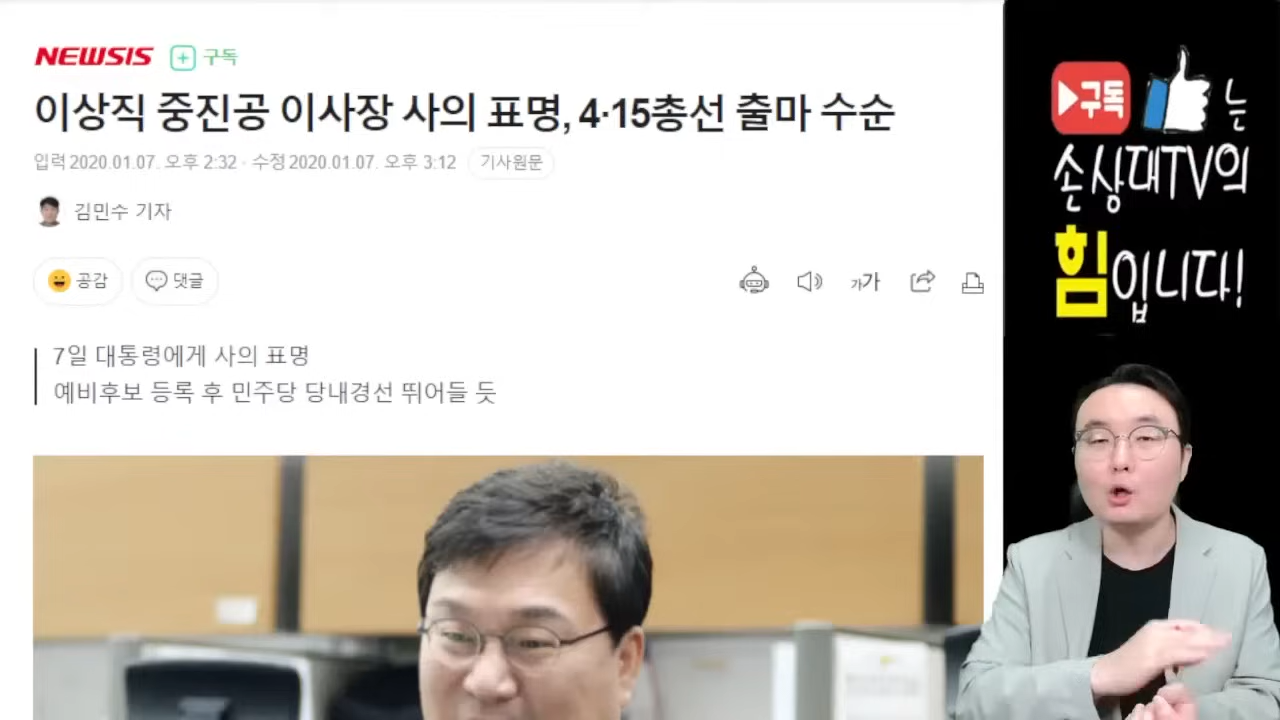 NEWSIS 구독
이상직 중진공 이사장 사의 표명, 4·15총선 출마 수순
입력 2020.01.07. 오후 2:32 · 수정 2020.01.07. 오후 3:12 기사원문
김민수 기자
공감 댓글
가가
7일 대통령에게 사의 표명
예비후보 등록 후 민주당 당내경선 뛰어들 듯
구독 는
손상대TV의
힘입니다!